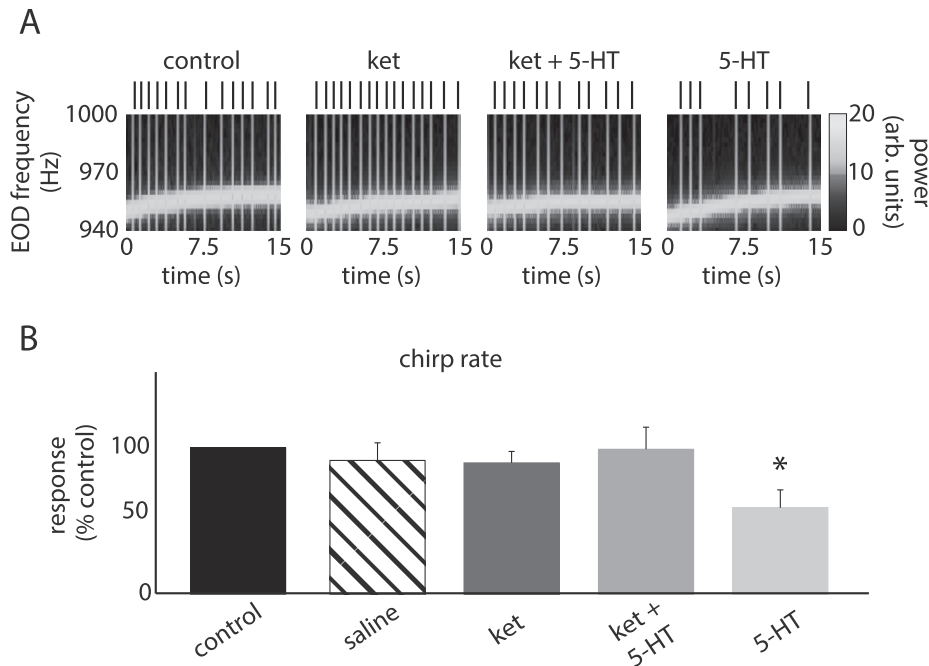 A
control
ket
ket + 5-HT
5-HT
EOD frequency
(Hz)
1000
970
940
0 7.5 15
time (s)
0 7.5 15
time (s)
0 7.5 15
time (s)
0 7.5 15
time (s)
20
10
0
power
(arb. units)
B
chirp rate
response
(% control)
100
50
0
*
control
saline
ket
ket +
5-HT
5-HT